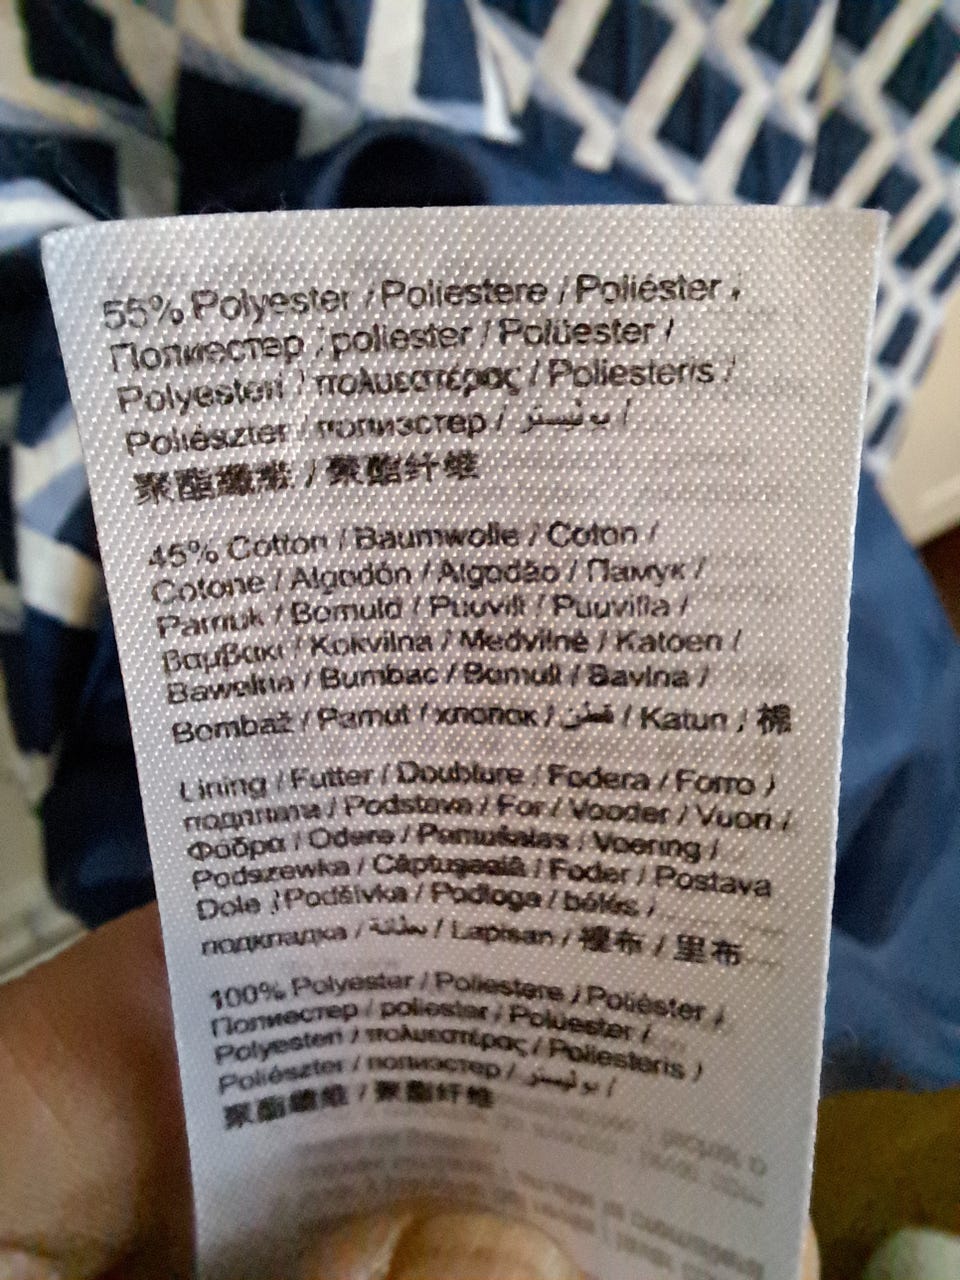 55% Polyester / Poliestere / Poliéster /
Полиестер / poliester / Polüester /
Polyesteri / πολυεστέρας / Poliesteris /
Poliészter / полиэстер / بوليستر /
聚酯纖維 / 聚酯纤维
45% Cotton / Baumwolle / Coton /
Cotone / Algodón / Algodão / Памук /
Pamuk / Bomuld / Puuvill / Puuvilla /
βαμβακι / Kokvilna / Medvilnė / Katoen /
Bawełna / Bumbac / Bomull / Bavlna /
Bombaž / Pamut / хлопок / قطن / Katun / 棉
Lining / Futter / Doublure / Fodera / Forro /
подплата / Podstava / For / Vooder / Vuori /
Φοδρα / Odere / Pamušalas / Voering /
Podszewka / Căptuşeală / Foder / Postava
Dole / Podšívka / Podloga / bélés /
подкладка / بطانة / Lapisan / 裡布 / 里布
100% Polyester / Poliestere / Poliéster /
Полиестер / poliester / Polüester /
Polyesteri / πολυεστέρας / Poliesteris /
Poliészter / полиэстер / بوليستر /
聚酯纖維 / 聚酯纤维